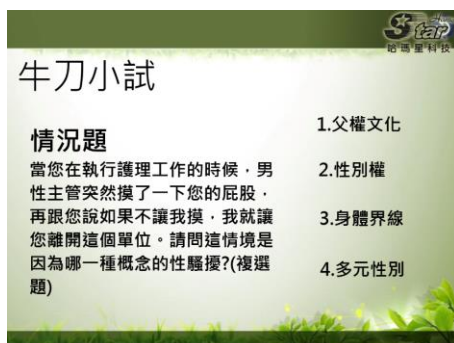 Star
哈瑪星科技
牛刀小試
情況題
當您在執行護理工作的時候，男
性主管突然摸了一下您的屁股，
再跟您說如果不讓我摸，我就讓
您離開這個單位。請問這情境是
因為哪一種概念的性騷擾?(複選
題)
1.父權文化
2.性別權
3.身體界線
4.多元性別